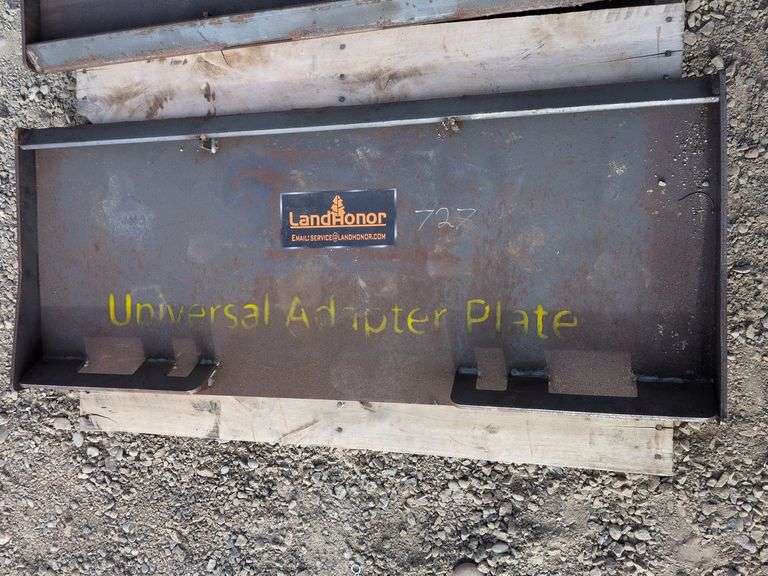 LandHonor
EMAIL:SERVICE@LANDHONOR.COM
727
Universal Adapter Plate